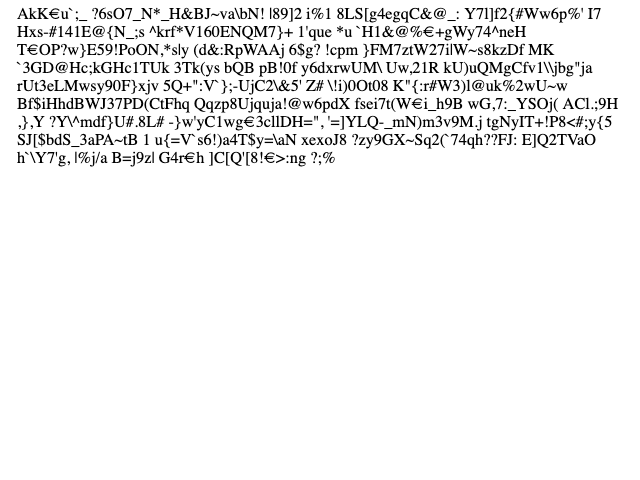 AkK€u`;_ ?6sO7_N*_H&BJ~va\bN! |89]2 i%1 8LS[g4egqC&@_: Y7l]f2{#Ww6p%' I7
Hxs-#141E@{N_;s ^krf*V160ENQM7}+ 1'que *u `H1&@%€+gWy74^neH
T€OP?w}E59!PoON,*s|y (d&:RpWAAj 6$g? !cpm }FM7ztW27i|W~s8kzDf MK
`3GD@Hc;kGHc1TUk 3Tk(ys bQB pB!0f y6dxrwUM\ Uw,21R kU)uQMgCfv1\\jbg"ja
rUt3eLMwsy90F}xjv 5Q+":V`};-UjC2\&5' Z# \!i)0Ot08 K"{:r#W3)l@uk%2wU~w
Bf$iHhdBWJ37PD(CtFhq Qqzp8Ujquja!@w6pdX fsei7t(W€i_h9B wG,7:_YSOj( ACl.;9H
,},Y ?Y\^mdf}U#.8L# -}w'yC1wg€3cllDH=", '=]YLQ-_mN)m3v9M.j tgNyIT+!P8<#;y{5
SJ[$bdS_3aPA~tB 1 u{=V`s6!)a4T$y=\aN xexoJ8 ?zy9GX~Sq2(`74qh??FJ: E]Q2TVaO
h`\Y7'g, |%j/a B=j9z| G4r€h ]C[Q'[8!€>:ng ?;%